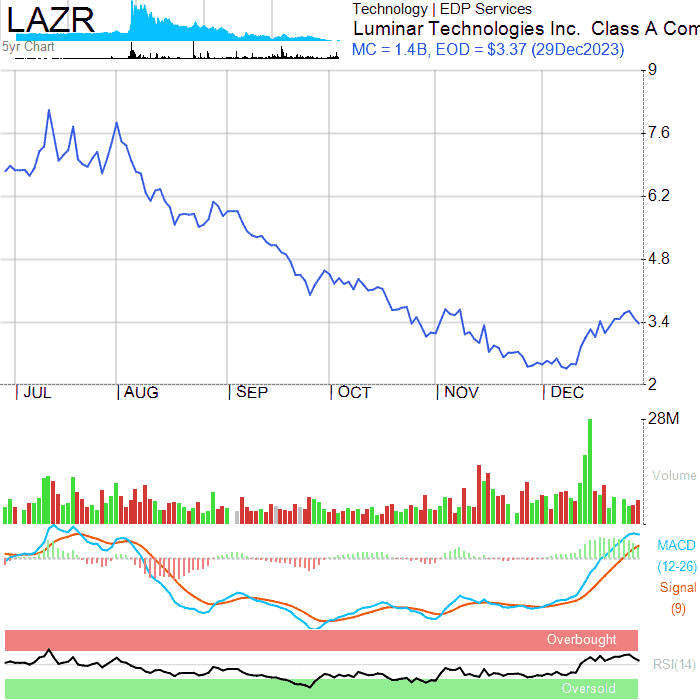 LAZR
5yr Chart
Technology | EDP Services
Luminar Technologies Inc.  Class A Com
MC = 1.4B, EOD = $3.37 (29Dec2023)
9
7.6
6.2
4.8
3.4
2
JUL AUG SEP OCT NOV DEC
28M
Volume
MACD
(12-26)
Signal
(9)
Overbought
RSI(14)
Oversold